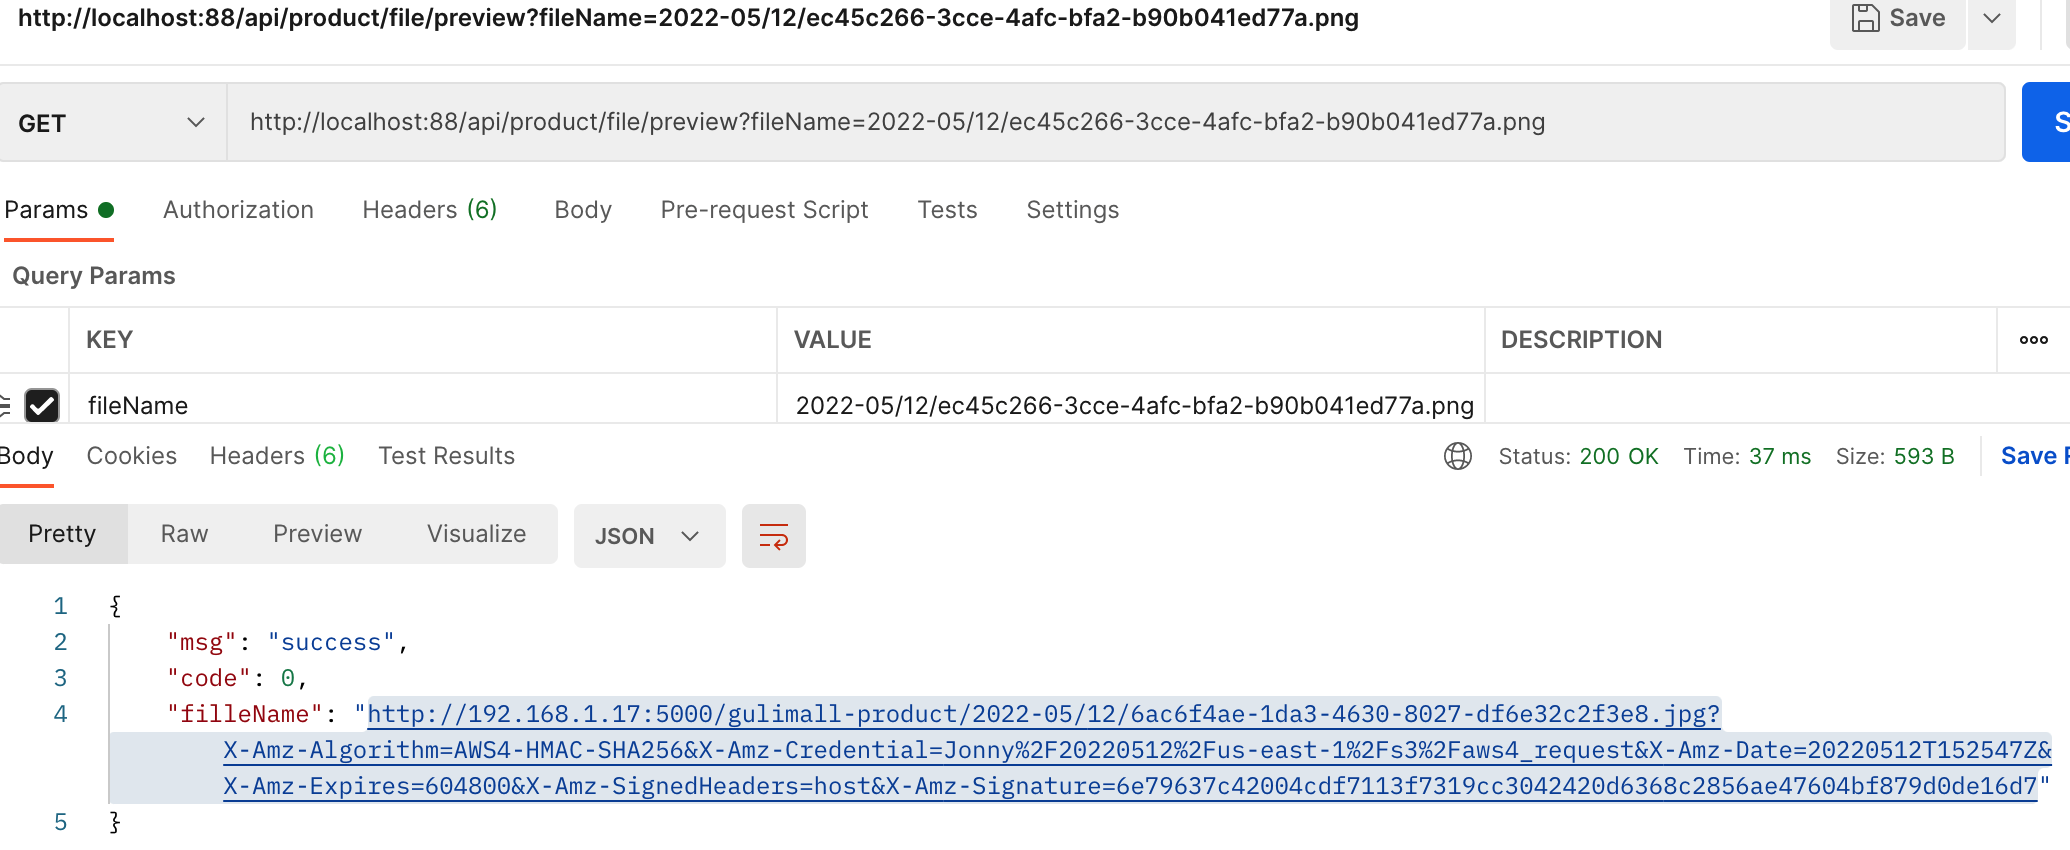 http://localhost:88/api/product/file/preview?fileName=2022-05/12/ec45c266-3cce-4afc-bfa2-b90b041ed77a.png Save
GET http://localhost:88/api/product/file/preview?fileName=2022-05/12/ec45c266-3cce-4afc-bfa2-b90b041ed77a.png S
Params Authorization Headers (6) Body Pre-request Script Tests Settings
Query Params
KEY VALUE DESCRIPTION
fileName 2022-05/12/ec45c266-3cce-4afc-bfa2-b90b041ed77a.png
Body Cookies Headers (6) Test Results Status: 200 OK Time: 37 ms Size: 593 B Save
Pretty Raw Preview Visualize JSON
1 {
2 "msg": "success",
3 "code": 0,
4 "filleName": "http://192.168.1.17:5000/gulimall-product/2022-05/12/6ac6f4ae-1da3-4630-8027-df6e32c2f3e8.jpg?
X-Amz-Algorithm=AWS4-HMAC-SHA256&X-Amz-Credential=Jonny%2F20220512%2Fus-east-1%2Fs3%2Faws4_request&X-Amz-Date=20220512T152547Z&
X-Amz-Expires=604800&X-Amz-SignedHeaders=host&X-Amz-Signature=6e79637c42004cdf7113f7319cc3042420d6368c2856ae47604bf879d0de16d7"
5 }